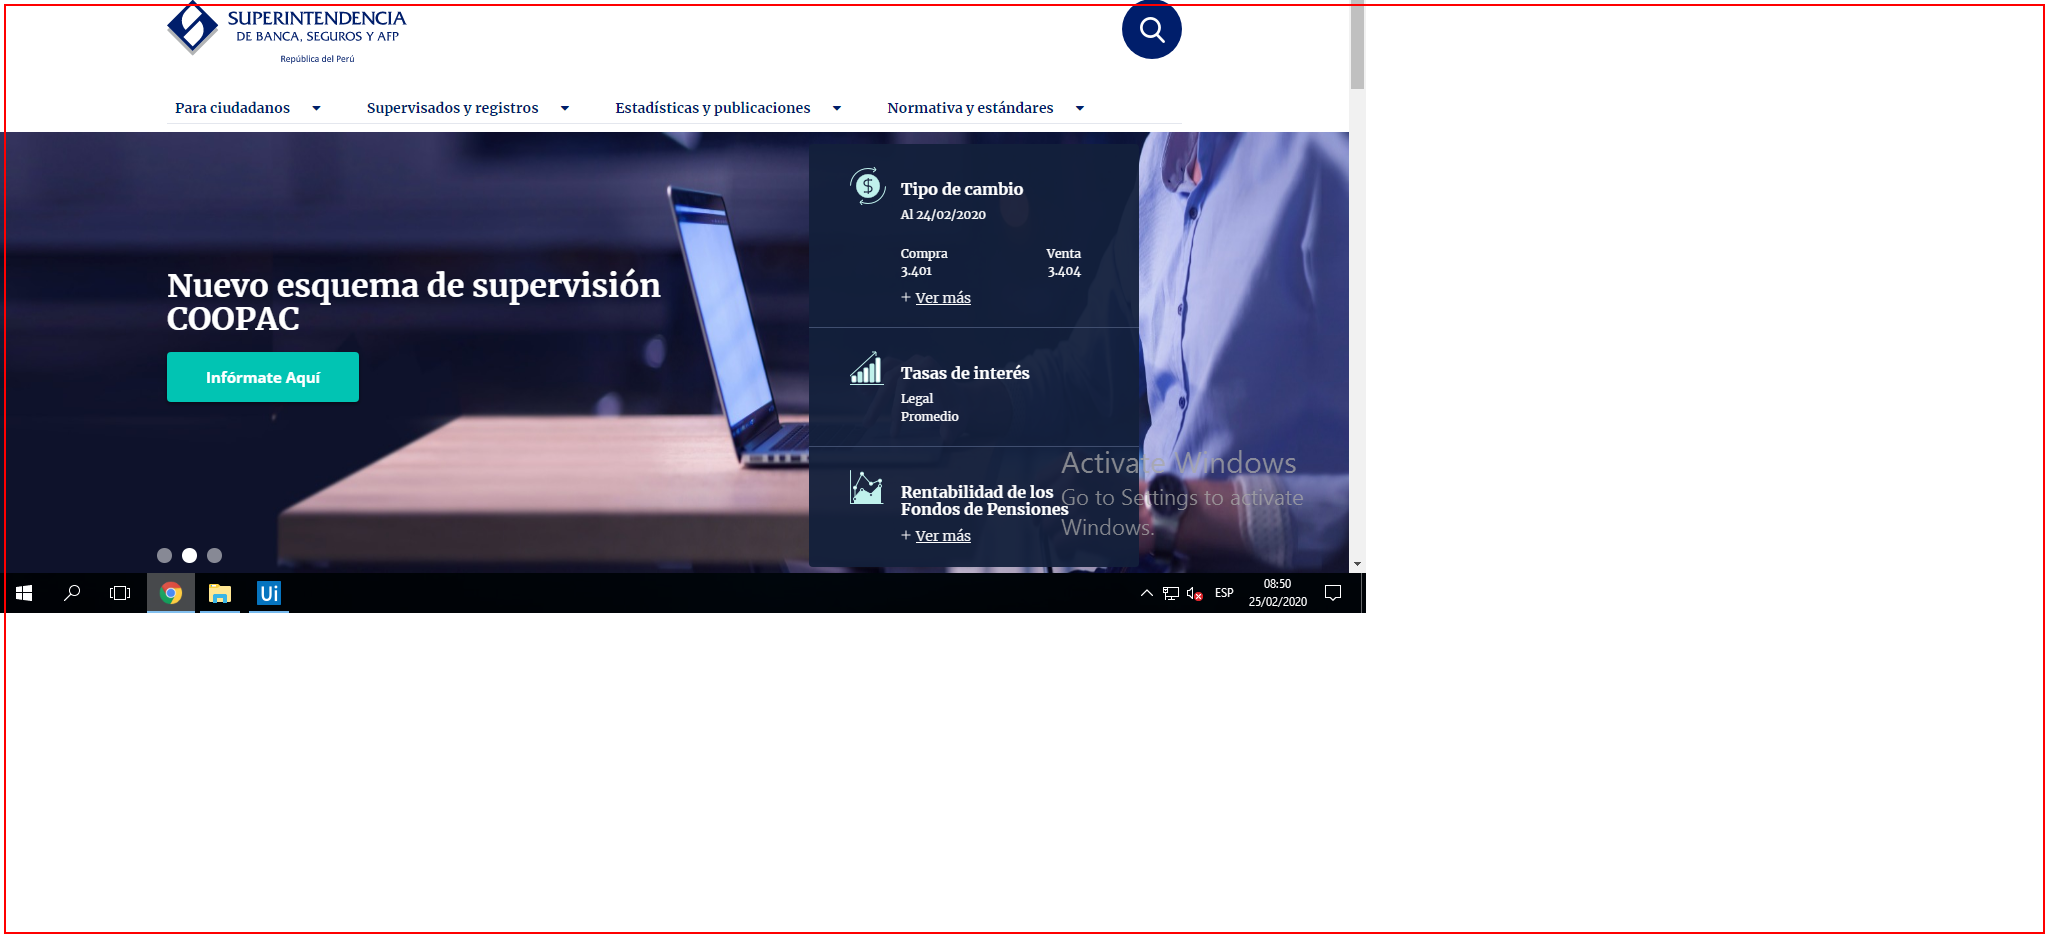 SUPERINTENDENCIA
DE BANCA, SEGUROS Y AFP
República del Perú
Para ciudadanos
Supervisados y registros
Estadísticas y publicaciones
Normativa y estándares
Nuevo esquema de supervisión
COOPAC
Infórmate Aquí
$
Tipo de cambio
Al 24/02/2020
Compra Venta
3.401 3.404
+ Ver más
Tasas de interés
Legal
Promedio
Rentabilidad de los
Fondos de Pensiones
+ Ver más
Activate Windows
Go to Settings to activate
Windows.
Ui
ESP
08:50
25/02/2020